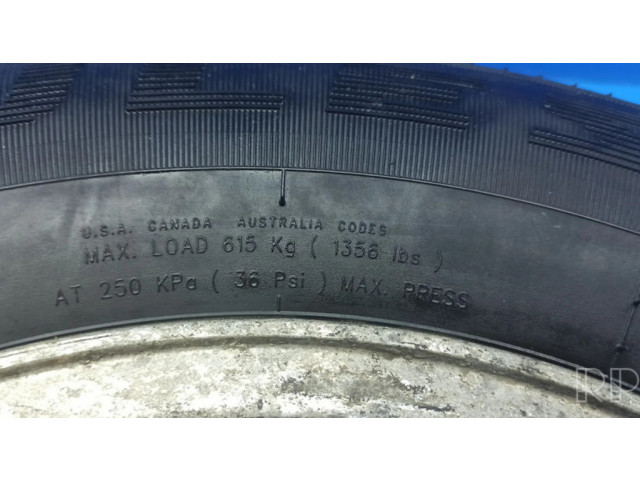 U.S.A. CANADA AUSTRALIA CODES
MAX. LOAD 615 Kg ( 1356 lbs )
AT 250 KPa ( 36 Psi ) MAX. PRESS